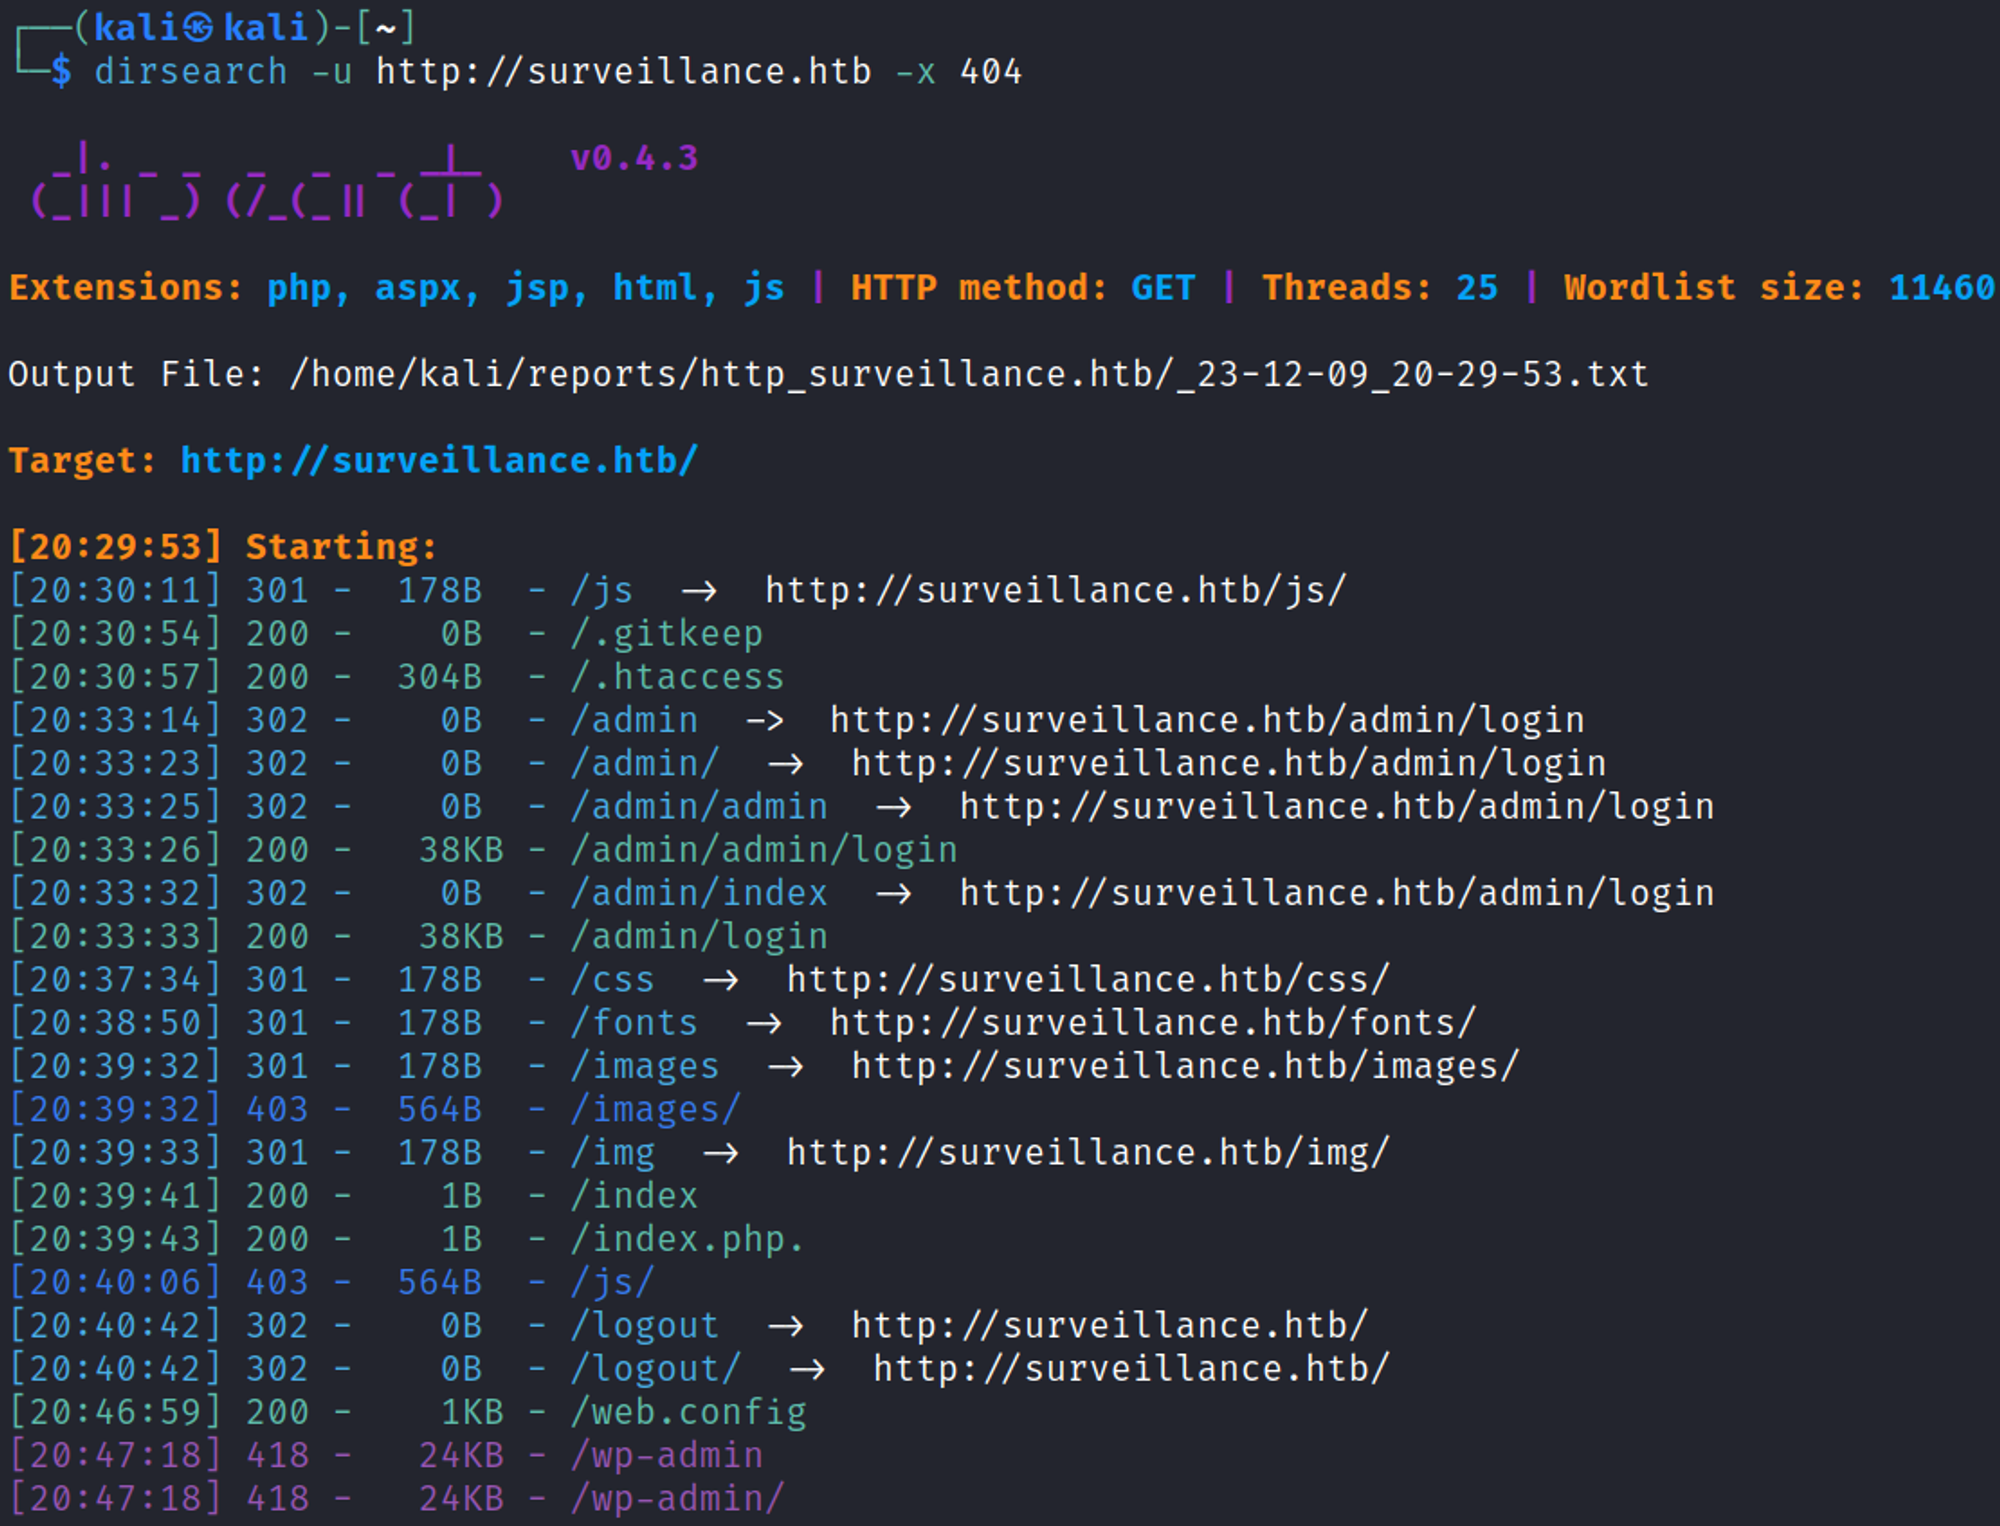 ┌──(kali㉿kali)-[~]
└─$ dirsearch -u http://surveillance.htb -x 404
  _|. _ _  _  _  _ _|_    v0.4.3
 (_||| _) (/_(_|| (_| )
Extensions: php, aspx, jsp, html, js | HTTP method: GET | Threads: 25 | Wordlist size: 11460
Output File: /home/kali/reports/http_surveillance.htb/_23-12-09_20-29-53.txt
Target: http://surveillance.htb/
[20:29:53] Starting:
[20:30:11] 301 -  178B  - /js  ->  http://surveillance.htb/js/
[20:30:54] 200 -    0B  - /.gitkeep
[20:30:57] 200 -  304B  - /.htaccess
[20:33:14] 302 -    0B  - /admin  ->  http://surveillance.htb/admin/login
[20:33:23] 302 -    0B  - /admin/  ->  http://surveillance.htb/admin/login
[20:33:25] 302 -    0B  - /admin/admin  ->  http://surveillance.htb/admin/login
[20:33:26] 200 -   38KB - /admin/admin/login
[20:33:32] 302 -    0B  - /admin/index  ->  http://surveillance.htb/admin/login
[20:33:33] 200 -   38KB - /admin/login
[20:37:34] 301 -  178B  - /css  ->  http://surveillance.htb/css/
[20:38:50] 301 -  178B  - /fonts  ->  http://surveillance.htb/fonts/
[20:39:32] 301 -  178B  - /images  ->  http://surveillance.htb/images/
[20:39:32] 403 -  564B  - /images/
[20:39:33] 301 -  178B  - /img  ->  http://surveillance.htb/img/
[20:39:41] 200 -    1B  - /index
[20:39:43] 200 -    1B  - /index.php.
[20:40:06] 403 -  564B  - /js/
[20:40:42] 302 -    0B  - /logout  ->  http://surveillance.htb/
[20:40:42] 302 -    0B  - /logout/  ->  http://surveillance.htb/
[20:46:59] 200 -    1KB - /web.config
[20:47:18] 418 -   24KB - /wp-admin
[20:47:18] 418 -   24KB - /wp-admin/